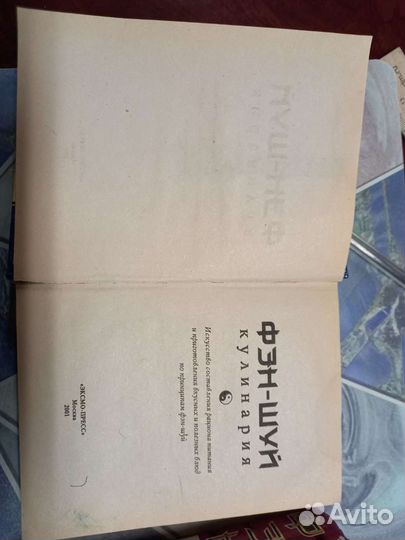 ФЭН-ШУЙ
кулинария
Искусство составления рациона питания
и приготовления вкусных и полезных блюд
по принципам фэн-шуй
«ЭКСМО-ПРЕСС»
Москва
2001
Avito